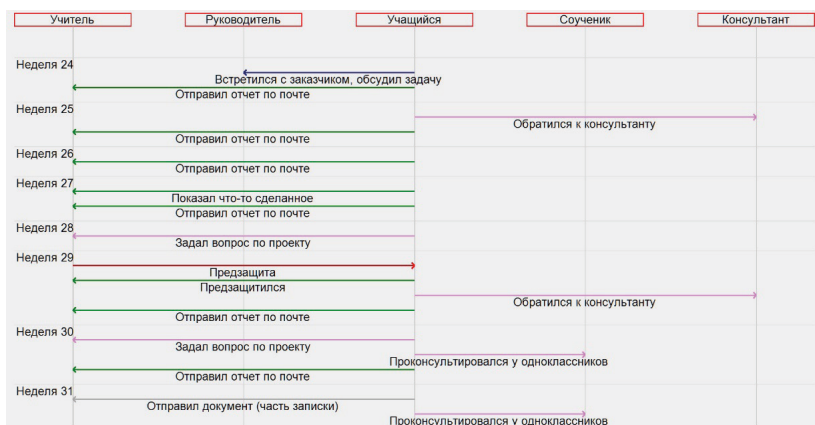 Учитель Руководитель Учащийся Соученик Консультант
Неделя 24
Встретился с заказчиком, обсудил задачу
Отправил отчет по почте
Неделя 25
Обратился к консультанту
Отправил отчет по почте
Неделя 26
Отправил отчет по почте
Неделя 27
Показал что-то сделанное
Отправил отчет по почте
Неделя 28
Задал вопрос по проекту
Неделя 29
Предзащита
Предзащитился
Обратился к консультанту
Отправил отчет по почте
Неделя 30
Задал вопрос по проекту
Проконсультировался у одноклассников
Отправил отчет по почте
Неделя 31
Отправил документ (часть записки)
Проконсультировался у одноклассников